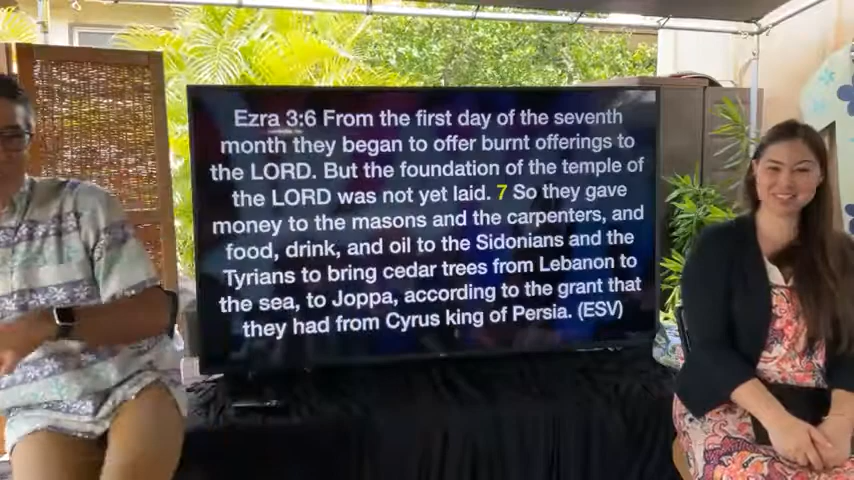 Ezra 3:6 From the first day of the seventh
month they began to offer burnt offerings to
the LORD. But the foundation of the temple of
the LORD was not yet laid. 7 So they gave
money to the masons and the carpenters, and
food, drink, and oil to the Sidonians and the
Tyrians to bring cedar trees from Lebanon to
the sea, to Joppa, according to the grant that
they had from Cyrus king of Persia. (ESV)